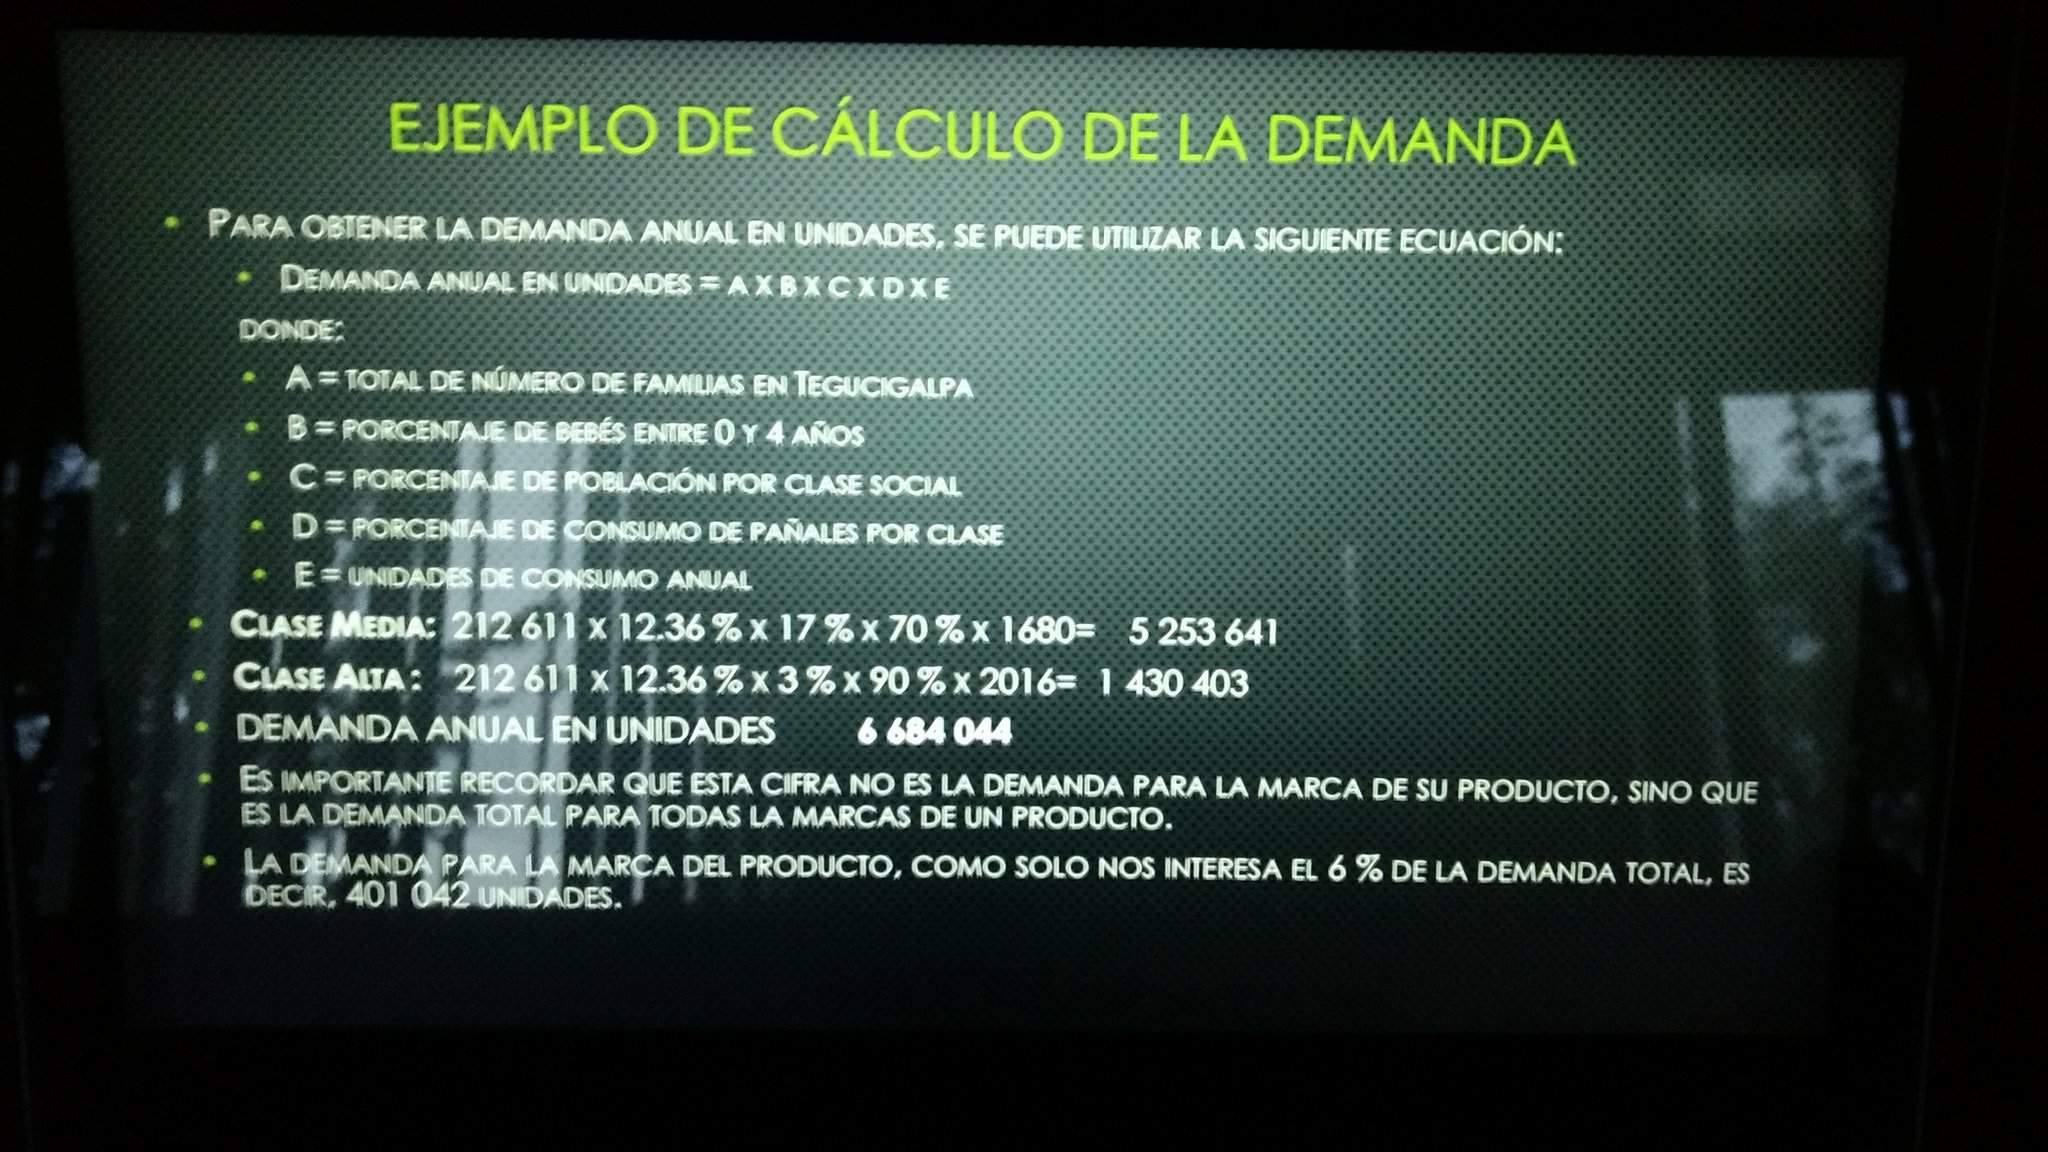 EJEMPLO DE CÁLCULO DE LA DEMANDA
• PARA OBTENER LA DEMANDA ANUAL EN UNIDADES, SE PUEDE UTILIZAR LA SIGUIENTE ECUACIÓN:
• DEMANDA ANUAL EN UNIDADES = A X B X C X D X E
DONDE:
• A = TOTAL DE NÚMERO DE FAMILIAS EN TEGUCIGALPA
• B = PORCENTAJE DE BEBÉS ENTRE 0 Y 4 AÑOS
• C = PORCENTAJE DE POBLACIÓN POR CLASE SOCIAL
• D = PORCENTAJE DE CONSUMO DE PAÑALES POR CLASE
• E = UNIDADES DE CONSUMO ANUAL
• CLASE MEDIA: 212 611 x 12.36 % x 17 % x 70 % x 1680= 5 253 641
• CLASE ALTA: 212 611 x 12.36 % x 3 % x 90 % x 2016= 1 430 403
• DEMANDA ANUAL EN UNIDADES 6 684 044
• ES IMPORTANTE RECORDAR QUE ESTA CIFRA NO ES LA DEMANDA PARA LA MARCA DE SU PRODUCTO, SINO QUE
ES LA DEMANDA TOTAL PARA TODAS LA MARCAS DE UN PRODUCTO.
• LA DEMANDA PARA LA MARCA DEL PRODUCTO, COMO SOLO NOS INTERESA EL 6 % DE LA DEMANDA TOTAL, ES
DECIR, 401 042 UNIDADES.